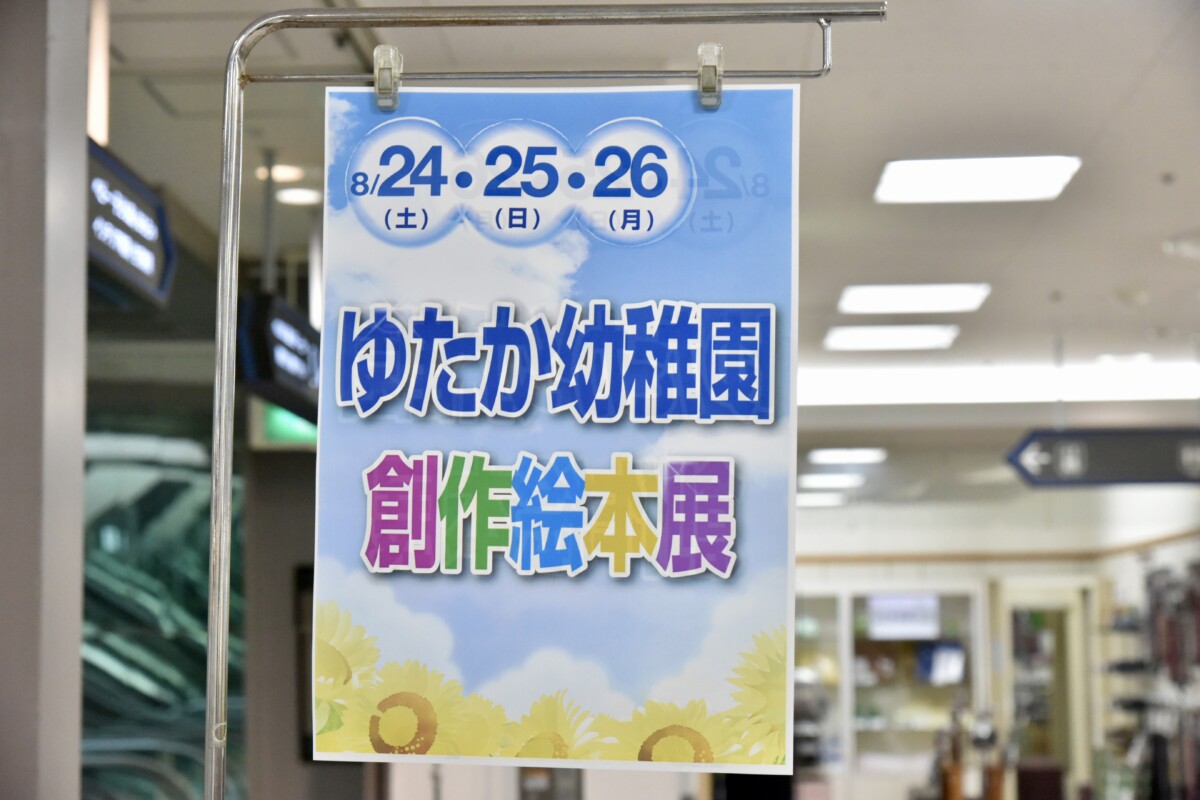 8/24・25・26
(土) (日) (月)
ゆたか幼稚園
創作絵本展